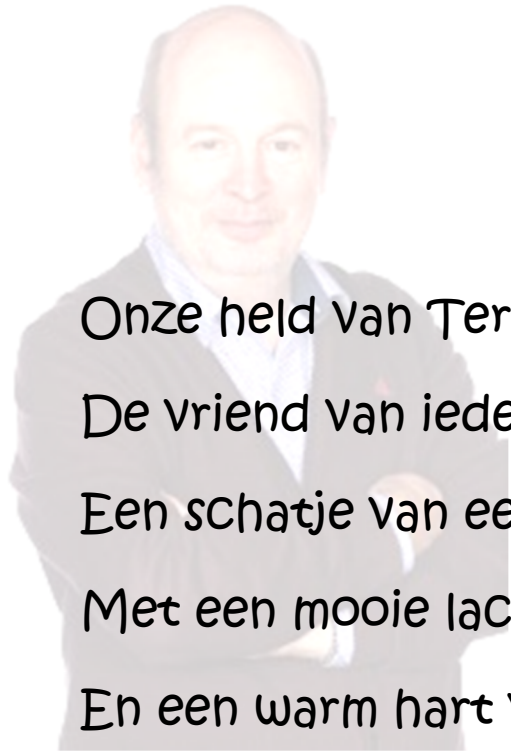 Onze held van Ter
De vriend van iede
Een schatje van ee
Met een mooie lac
En een warm hart